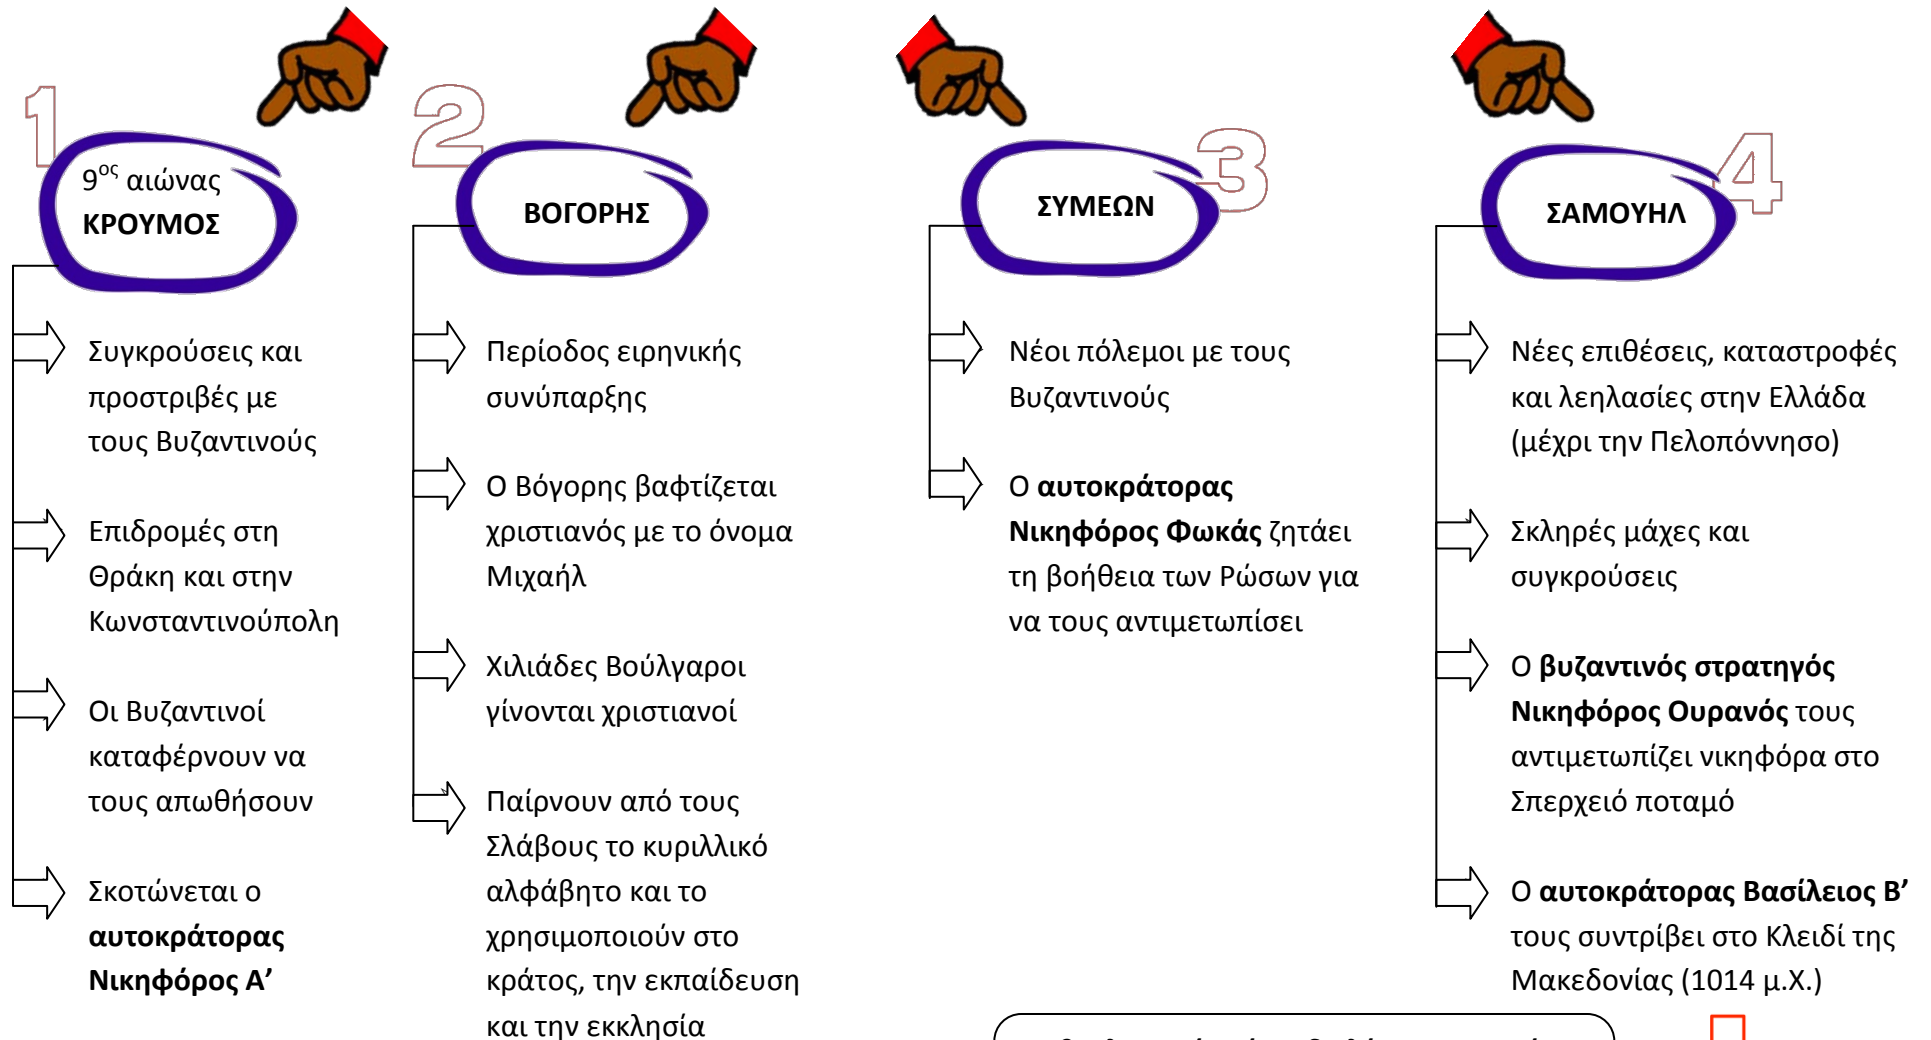 1
9ος αιώνας
ΚΡΟΥΜΟΣ
Συγκρούσεις και
προστριβές με
τους Βυζαντινούς
Επιδρομές στη
Θράκη και στην
Κωνσταντινούπολη
Οι Βυζαντινοί
καταφέρνουν να
τους απωθήσουν
Σκοτώνεται ο
αυτοκράτορας
Νικηφόρος Α’
2
ΒΟΓΟΡΗΣ
Περίοδος ειρηνικής
συνύπαρξης
Ο Βόγορης βαφτίζεται
χριστιανός με το όνομα
Μιχαήλ
Χιλιάδες Βούλγαροι
γίνονται χριστιανοί
Παίρνουν από τους
Σλάβους το κυριλλικό
αλφάβητο και το
χρησιμοποιούν στο
κράτος, την εκπαίδευση
και την εκκλησία
3
ΣΥΜΕΩΝ
Νέοι πόλεμοι με τους
Βυζαντινούς
Ο αυτοκράτορας
Νικηφόρος Φωκάς ζητάει
τη βοήθεια των Ρώσων για
να τους αντιμετωπίσει
4
ΣΑΜΟΥΗΛ
Νέες επιθέσεις, καταστροφές
και λεηλασίες στην Ελλάδα
(μέχρι την Πελοπόννησο)
Σκληρές μάχες και
συγκρούσεις
Ο βυζαντινός στρατηγός
Νικηφόρος Ουρανός τους
αντιμετωπίζει νικηφόρα στο
Σπερχειό ποταμό
Ο αυτοκράτορας Βασίλειος Β’
τους συντρίβει στο Κλειδί της
Μακεδονίας (1014 μ.Χ.)